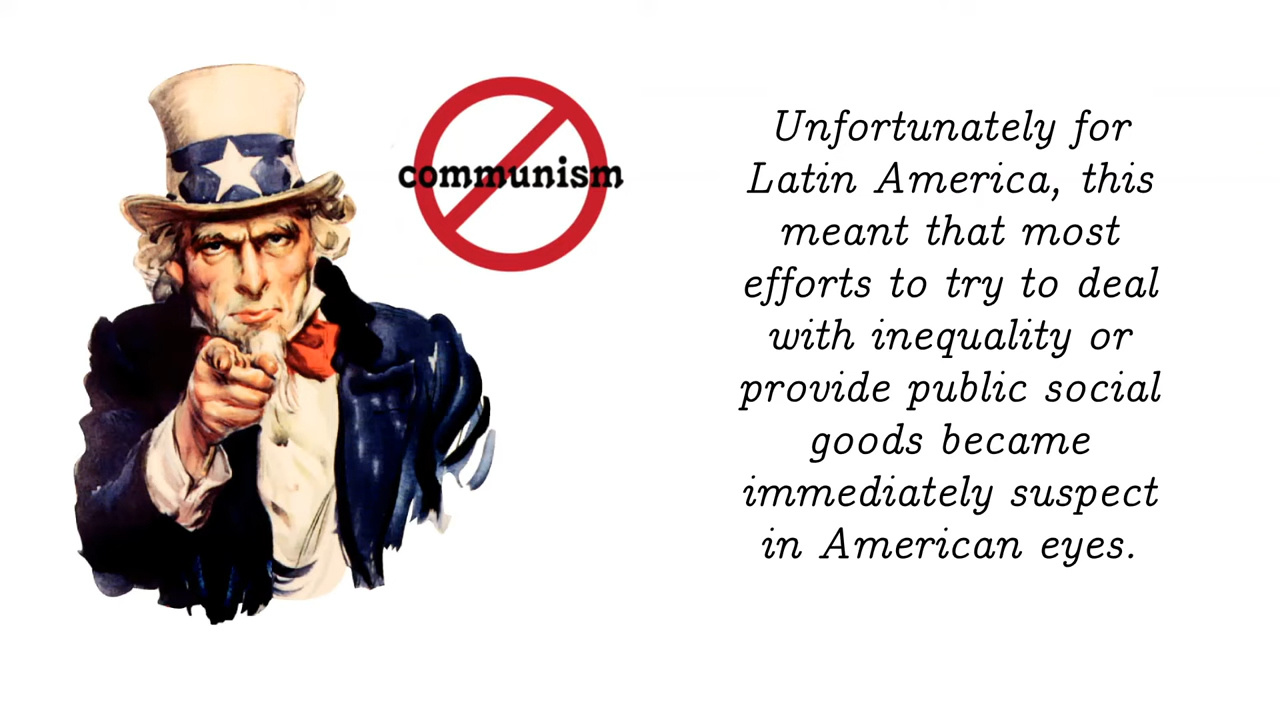 communism
Unfortunately for
Latin America, this
meant that most
efforts to try to deal
with inequality or
provide public social
goods became
immediately suspect
in American eyes.